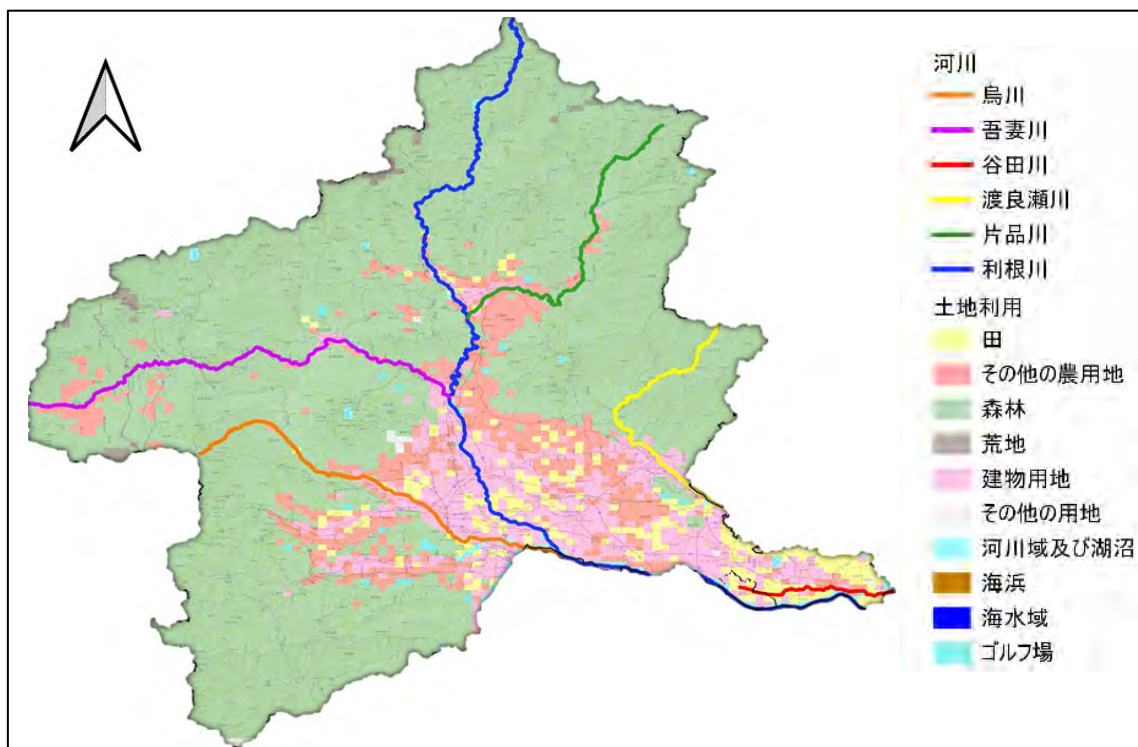 河川
烏川
吾妻川
谷田川
渡良瀬川
片品川
利根川
土地利用
田
その他の農用地
森林
荒地
建物用地
その他の用地
河川域及び湖沼
海浜
海水域
ゴルフ場